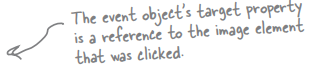 The event object's target property
is a reference to the image element
that was clicked.